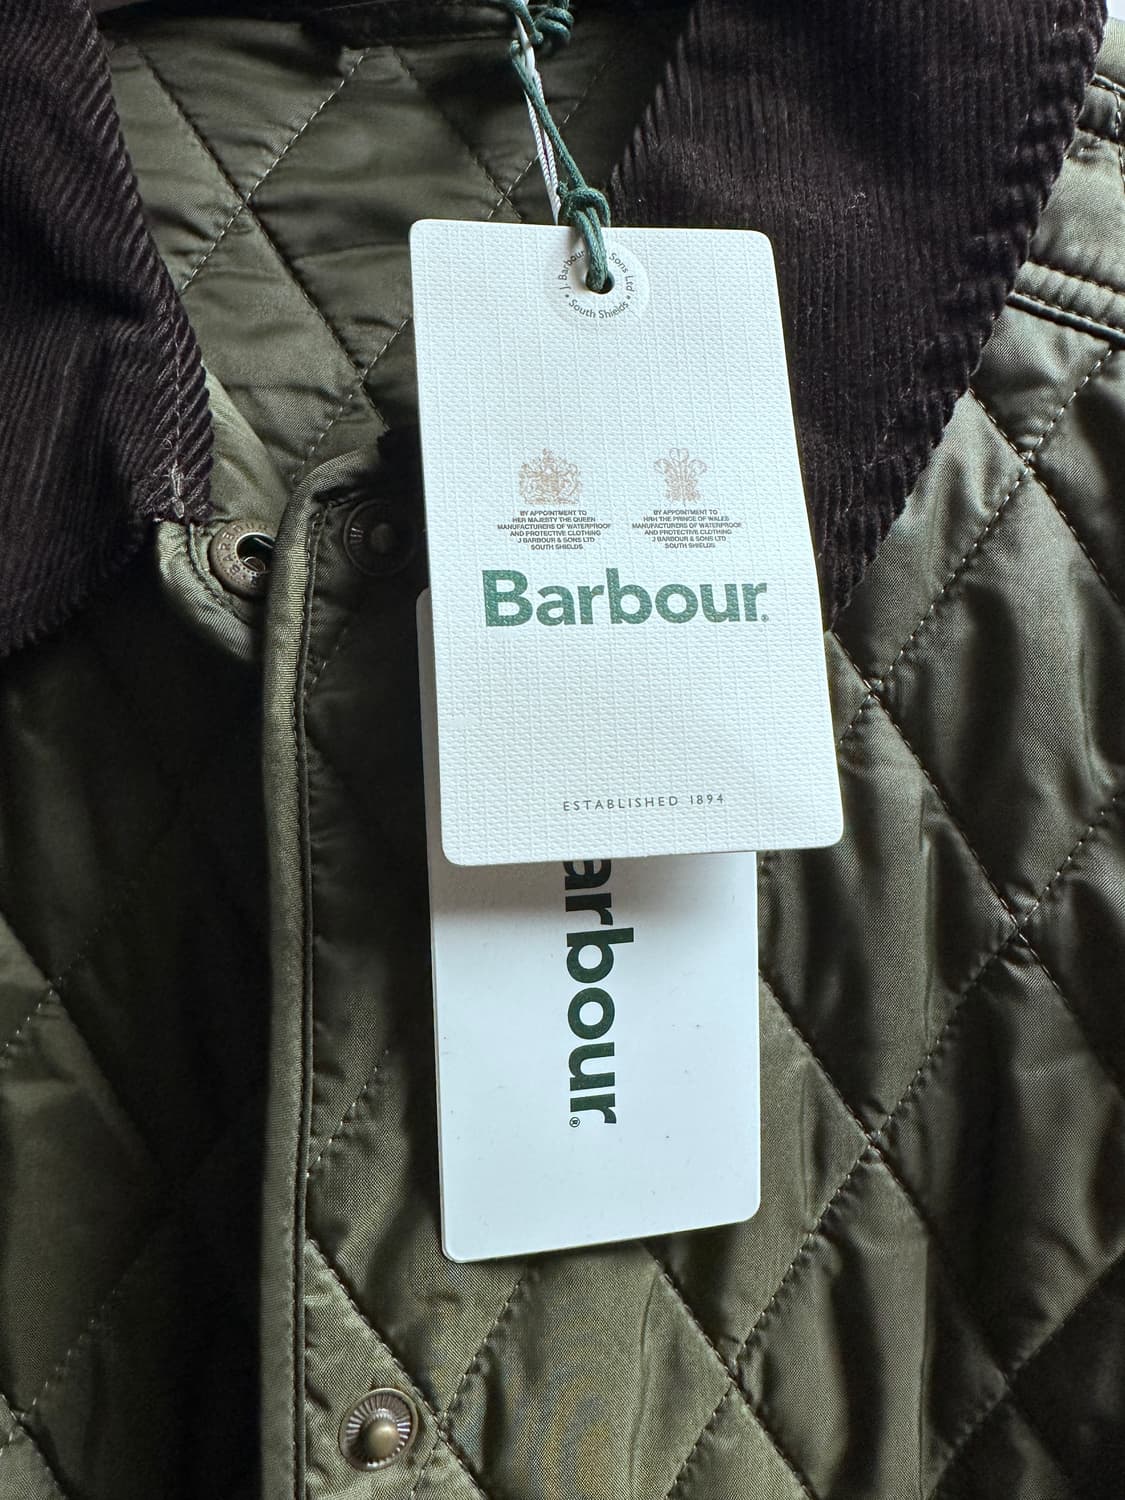 J. Barbour Sons Ltd
• South Shields •
BY APPOINTMENT TO
HER MAJESTY THE QUEEN
MANUFACTURERS OF WATERPROOF
AND PROTECTIVE CLOTHING
J BARBOUR & SONS LTD
SOUTH SHIELDS
BY APPOINTMENT TO
HRH THE PRINCE OF WALES
MANUFACTURERS OF WATERPROOF
AND PROTECTIVE CLOTHING
J BARBOUR & SONS LTD
SOUTH SHIELDS
Barbour®
ESTABLISHED 1894
arbour®